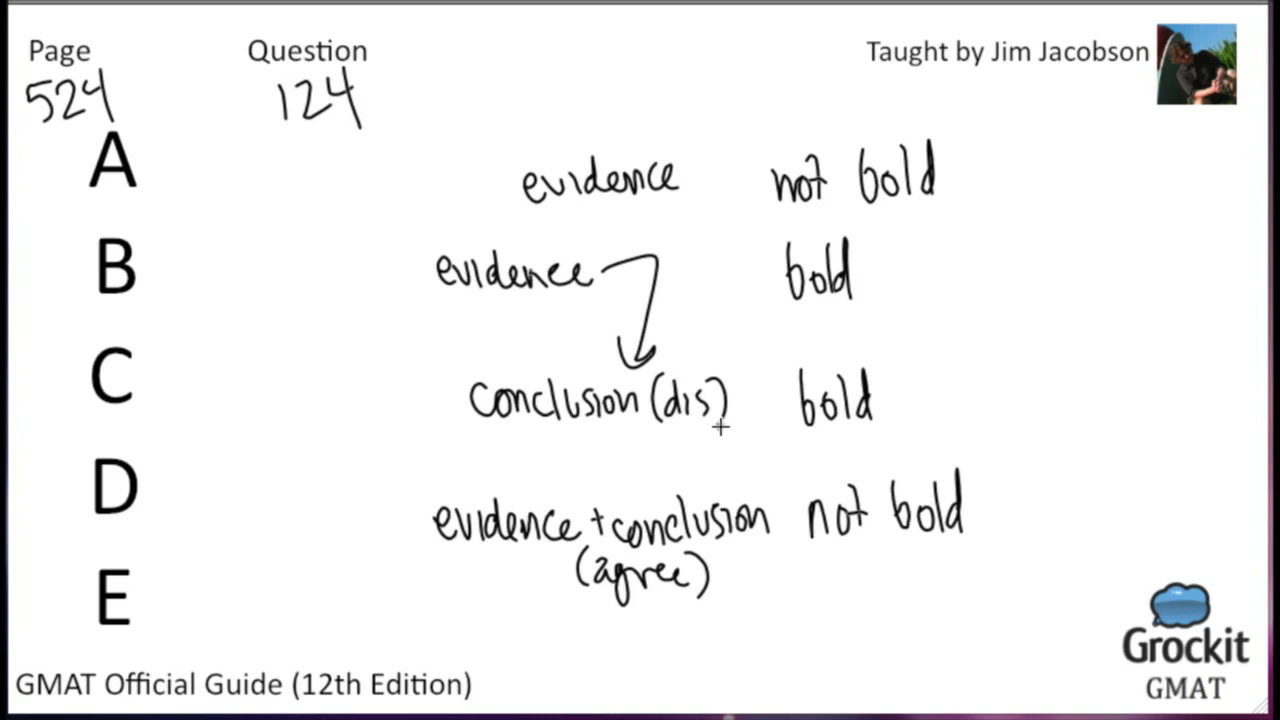 Page Question Taught by Jim Jacobson
524 124
A
evidence not bold
B
evidence bold
C
conclusion (dis) bold
D
evidence + conclusion not bold
(agree)
E
Grockit
GMAT
GMAT Official Guide (12th Edition)